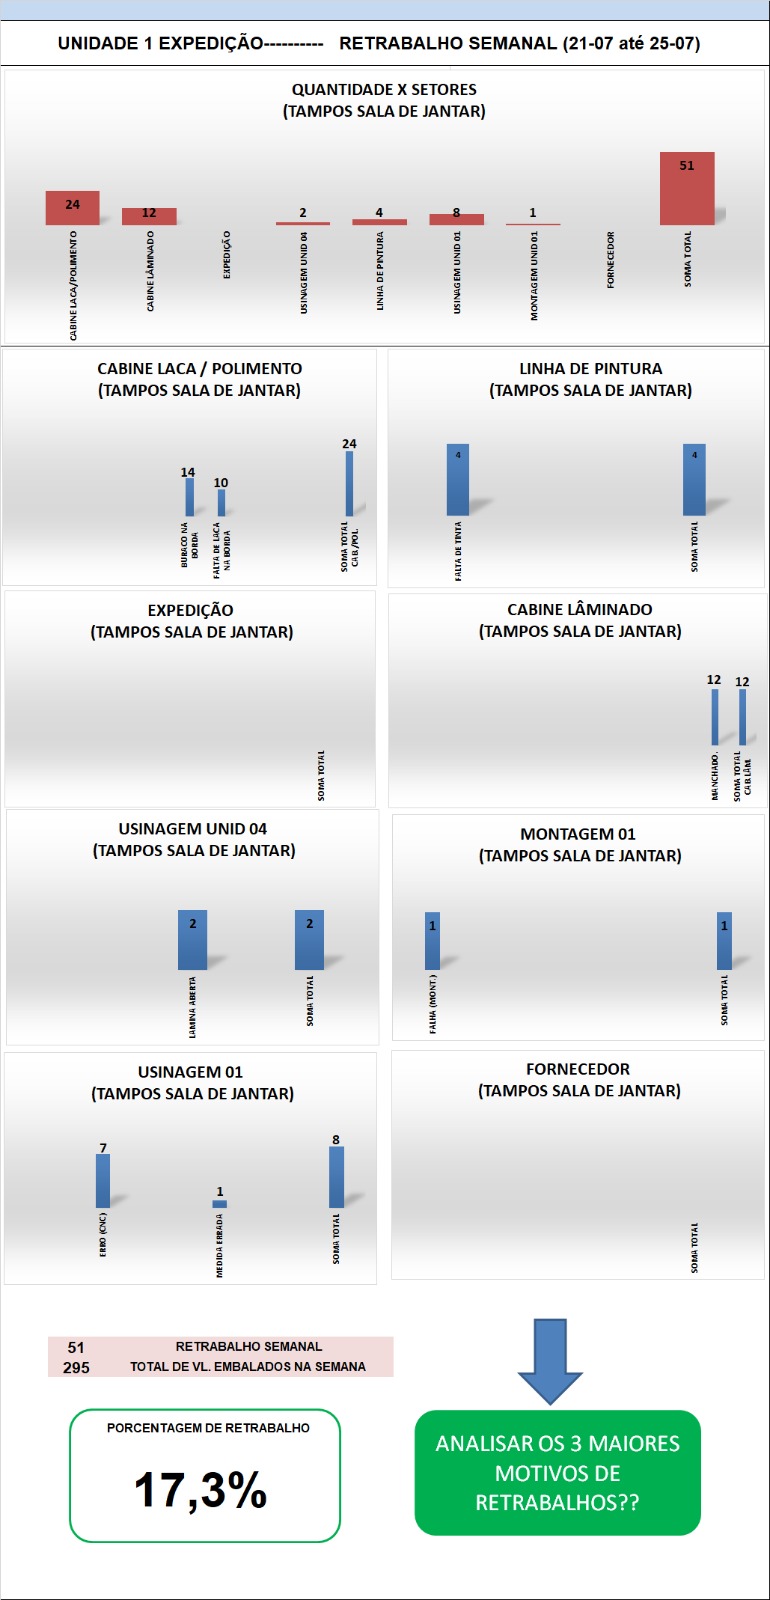 UNIDADE 1 EXPEDIÇÃO---------- RETRABALHO SEMANAL (21-07 até 25-07)
QUANTIDADE X SETORES
(TAMPOS SALA DE JANTAR)
24
12
2
4
8
1
51
CABINE LACA/POLIMENTO
CABINE LÂMINADO
EXPEDIÇÃO
USINAGEM UNID 04
LINHA DE PINTURA
USINAGEM UNID 01
MONTAGEM UNID 01
FORNECEDOR
SOMA TOTAL
CABINE LACA / POLIMENTO
(TAMPOS SALA DE JANTAR)
14
10
24
BURACO NA
BORDA
FALTA DE LACA
NA BORDA
SOMA TOTAL
CAB./POL.
LINHA DE PINTURA
(TAMPOS SALA DE JANTAR)
4
4
FALTA DE TINTA
SOMA TOTAL
EXPEDIÇÃO
(TAMPOS SALA DE JANTAR)
SOMA TOTAL
CABINE LÂMINADO
(TAMPOS SALA DE JANTAR)
12
12
MANCHADO.
SOMA TOTAL
CAB.LÂM.
USINAGEM UNID 04
(TAMPOS SALA DE JANTAR)
2
2
LAMINA ABERTA
SOMA TOTAL
MONTAGEM 01
(TAMPOS SALA DE JANTAR)
1
1
FALHA (MONT.)
SOMA TOTAL
USINAGEM 01
(TAMPOS SALA DE JANTAR)
7
1
8
ERRO (CNC)
MEDIDA ERRADA
SOMA TOTAL
FORNECEDOR
(TAMPOS SALA DE JANTAR)
SOMA TOTAL
51 RETRABALHO SEMANAL
295 TOTAL DE VL. EMBALADOS NA SEMANA
PORCENTAGEM DE RETRABALHO
17,3%
ANALISAR OS 3 MAIORES
MOTIVOS DE
RETRABALHOS??